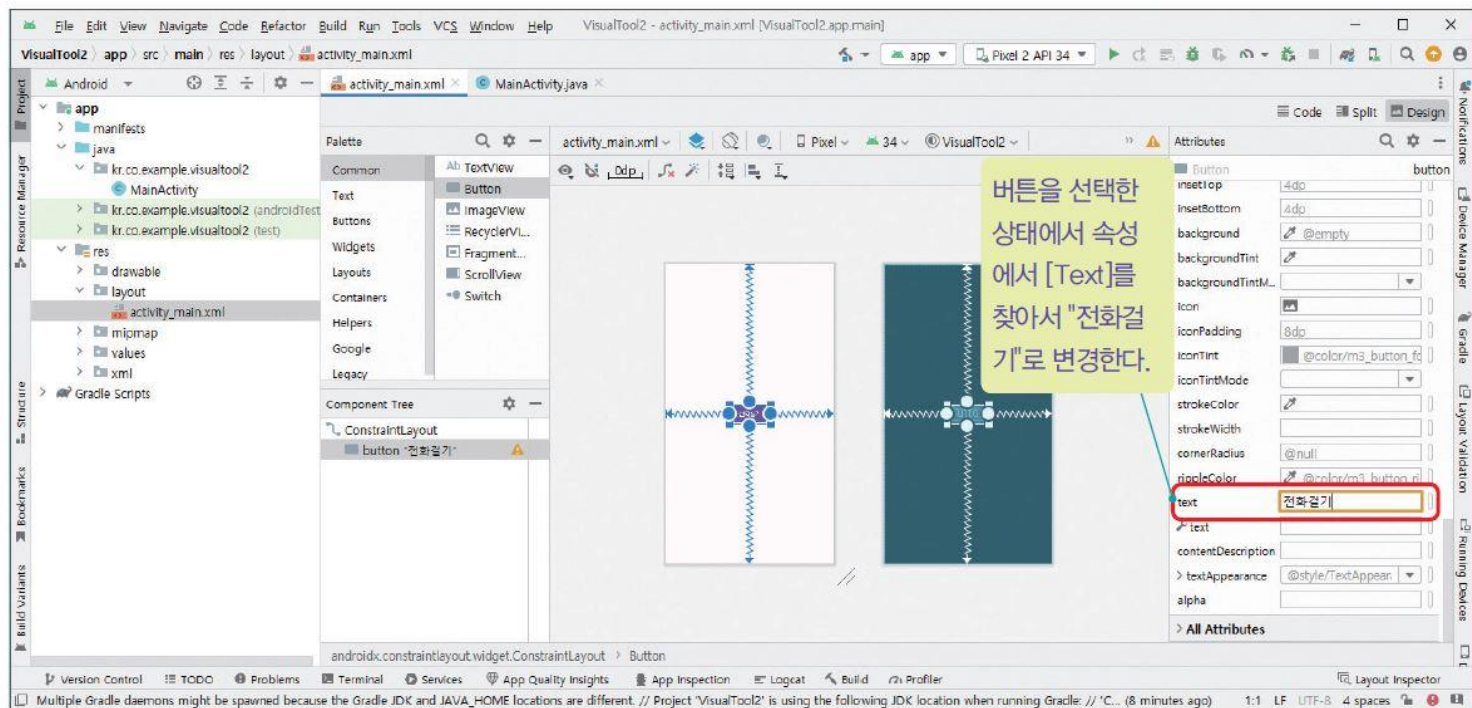 File Edit View Navigate Code Refactor Build Run Tools VCS Window Help VisualTool2 - activity_main.xml [VisualTool2.app.main]
VisualTool2 app src main res layout activity_main.xml
app Pixel 2 API 34
Android
activity_main.xml MainActivity.java
Code Split Design
Project
Resource Manager
Structure
Bookmarks
Build Variants
app
manifests
java
kr.co.example.visualtool2
MainActivity
kr.co.example.visualtool2 (androidTest
kr.co.example.visualtool2 (test)
res
drawable
layout
activity_main.xml
mipmap
values
xml
Gradle Scripts
Palette
Common
Text
Buttons
Widgets
Layouts
Containers
Helpers
Google
Legacy
Ab TextView
Button
ImageView
RecyclerVi...
Fragment...
ScrollView
Switch
Component Tree
ConstraintLayout
button "전화걸기"
activity_main.xml Pixel 34 VisualTool2
0dp
버튼을 선택한
상태에서 속성
에서 [Text]를
찾아서 "전화걸
기"로 변경한다.
Attributes
Button button
insetTop 4dp
insetBottom 4dp
background @empty
backgroundTint
backgroundTintM...
icon
iconPadding 8dp
iconTint @color/m3_button_fo
iconTintMode
strokeColor
strokeWidth
cornerRadius @null
rippleColor @color/m3_button_ri
text 전화걸기
text
contentDescription
textAppearance @style/TextAppear
alpha
All Attributes
Notifications
Device Manager
Gradle
Layout Validation
Running Devices
androidx.constraintlayout.widget.ConstraintLayout Button
Version Control TODO Problems Terminal Services App Quality Insights App Inspection Logcat Build Profiler Layout Inspector
Multiple Gradle daemons might be spawned because the Gradle JDK and JAVA_HOME locations are different. // Project 'VisualTool2' is using the following JDK location when running Gradle: // 'C... (8 minutes ago) 1:1 LF UTF-8 4 spaces